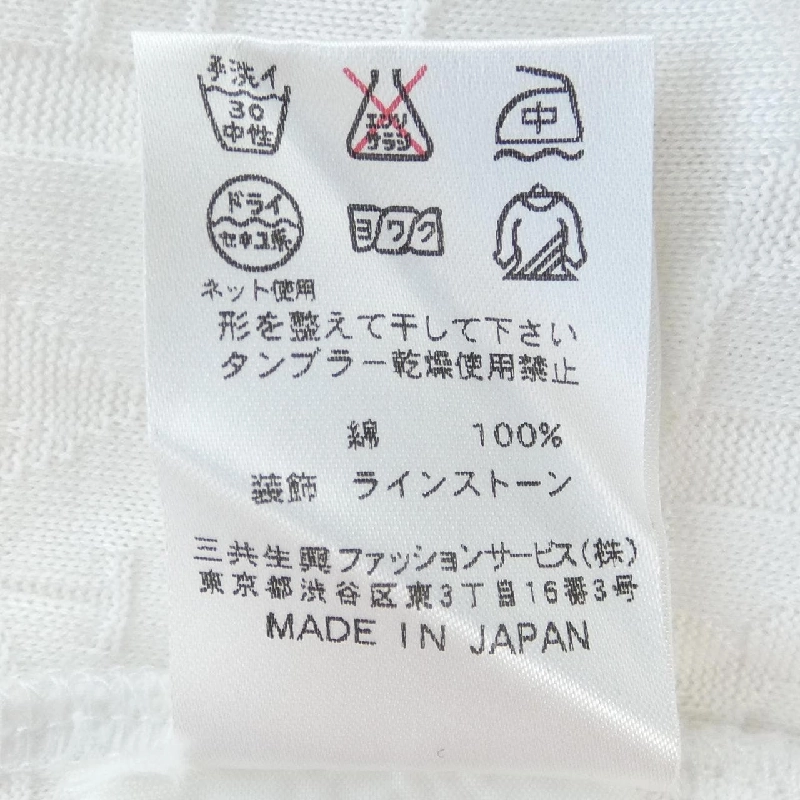 手洗イ
30
中性
エンソ
サラシ
中
ドライ
セキユ系
ヨワク
ネット使用
形を整えて干して下さい
タンブラー乾燥使用禁止
綿 100%
装飾 ラインストーン
三共生興ファッションサービス(株)
東京都渋谷区東3丁目16番3号
MADE IN JAPAN